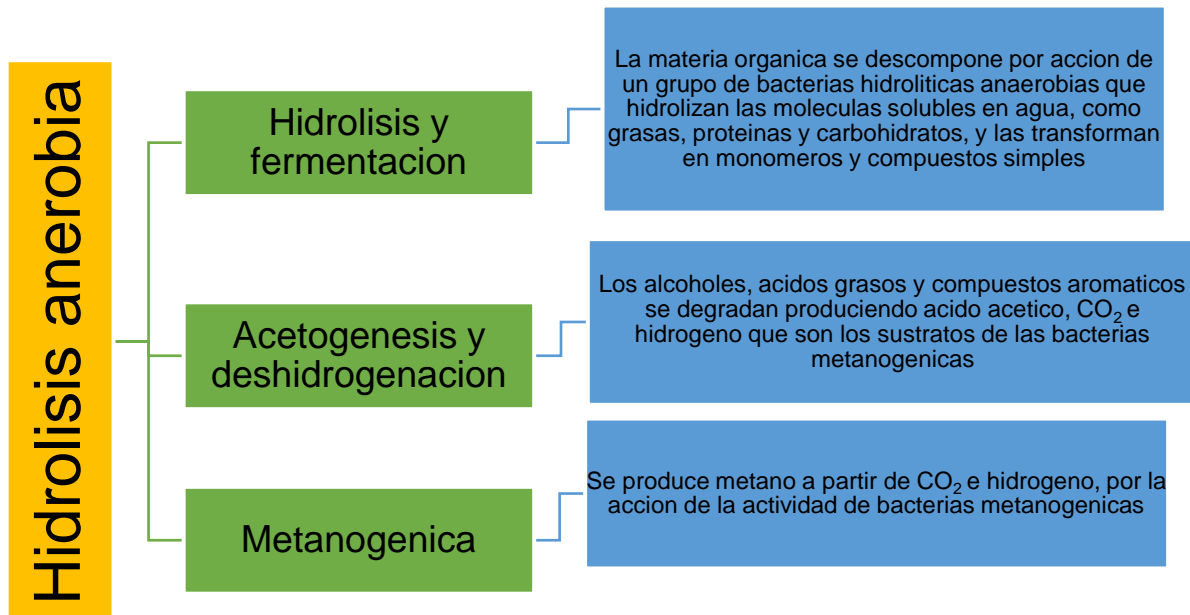 Hidrolisis anerobia
Hidrolisis y
fermentacion
La materia organica se descompone por accion de
un grupo de bacterias hidroliticas anaerobias que
hidrolizan las moleculas solubles en agua, como
grasas, proteinas y carbohidratos, y las transforman
en monomeros y compuestos simples
Acetogenesis y
deshidrogenacion
Los alcoholes, acidos grasos y compuestos aromaticos
se degradan produciendo acido acetico, CO₂ e
hidrogeno que son los sustratos de las bacterias
metanogenicas
Metanogenica
Se produce metano a partir de CO₂ e hidrogeno, por la
accion de la actividad de bacterias metanogenicas